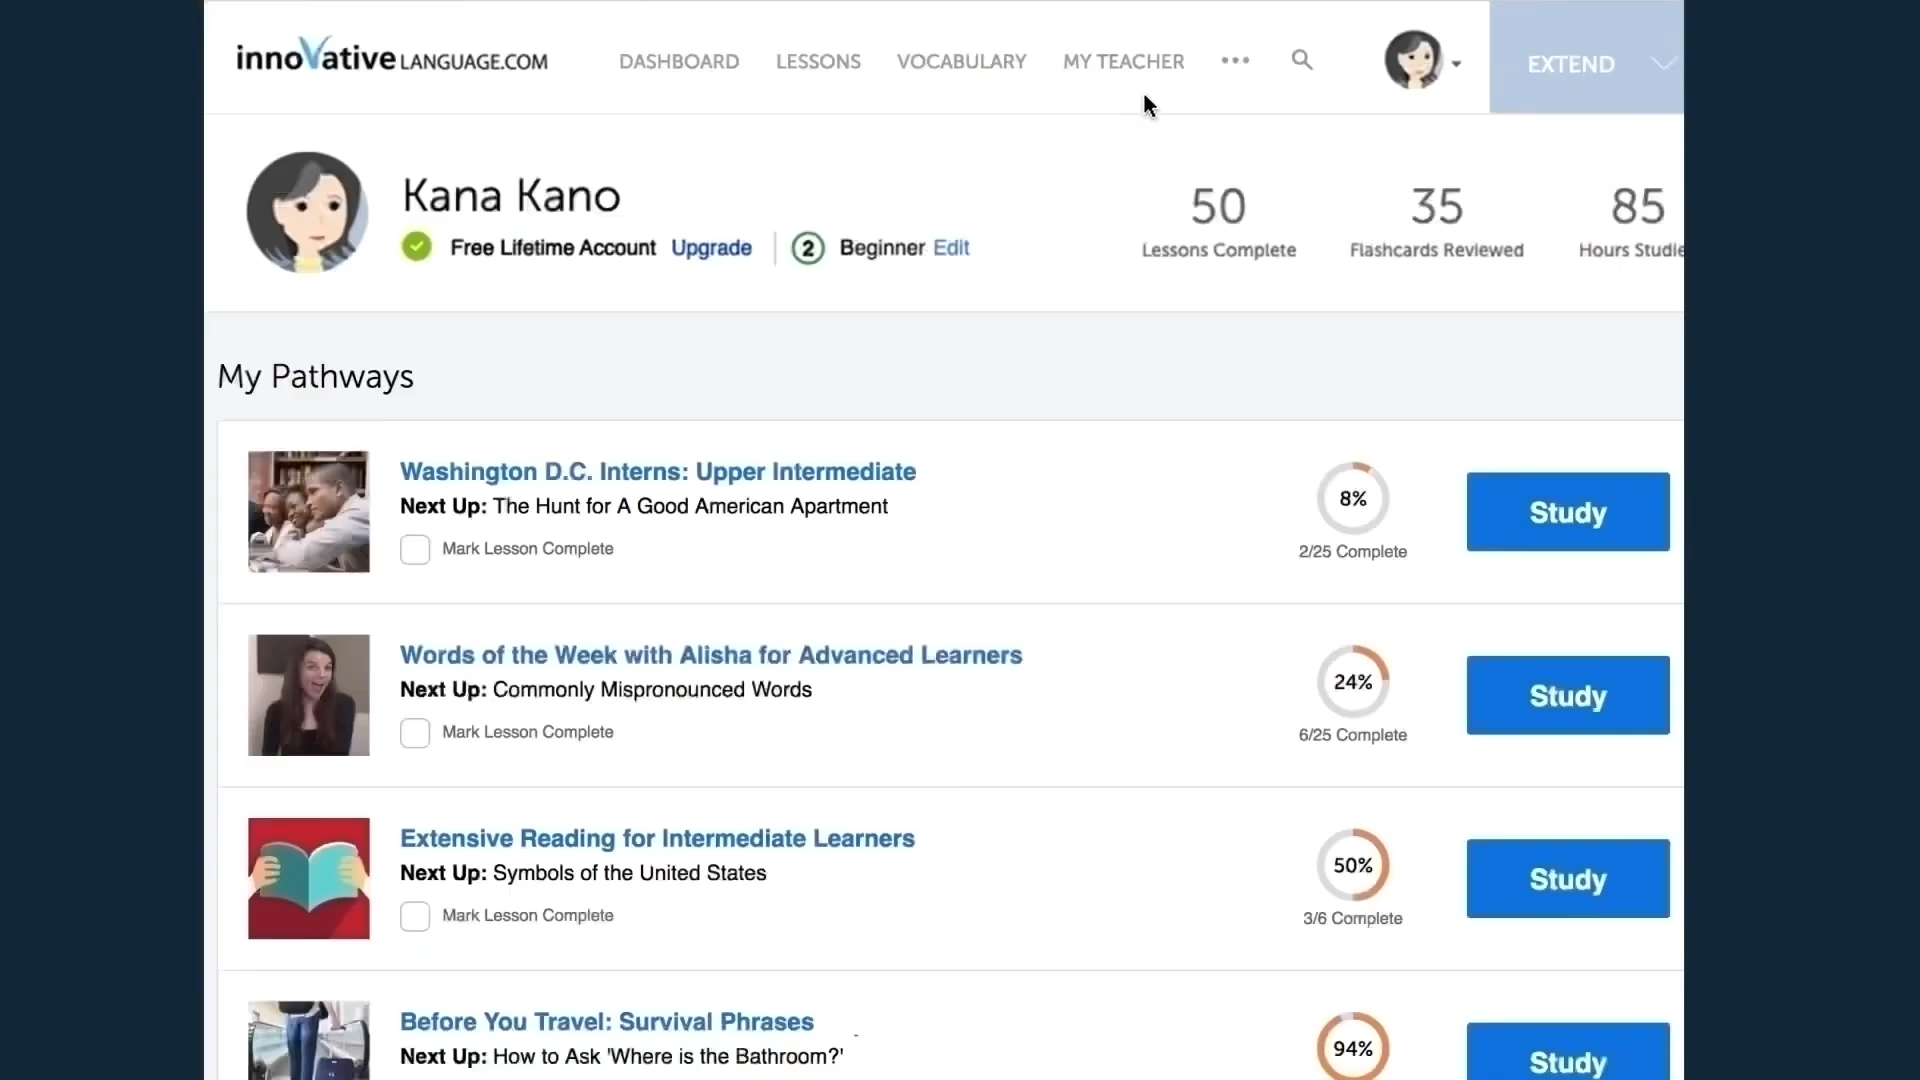 innoVative LANGUAGE.COM
DASHBOARD
LESSONS
VOCABULARY
MY TEACHER
EXTEND
Kana Kano
Free Lifetime Account Upgrade
2 Beginner Edit
50
Lessons Complete
35
Flashcards Reviewed
85
Hours Studie
My Pathways
Washington D.C. Interns: Upper Intermediate
Next Up: The Hunt for A Good American Apartment
Mark Lesson Complete
8%
2/25 Complete
Study
Words of the Week with Alisha for Advanced Learners
Next Up: Commonly Mispronounced Words
Mark Lesson Complete
24%
6/25 Complete
Study
Extensive Reading for Intermediate Learners
Next Up: Symbols of the United States
Mark Lesson Complete
50%
3/6 Complete
Study
Before You Travel: Survival Phrases
Next Up: How to Ask 'Where is the Bathroom?'
94%
Study